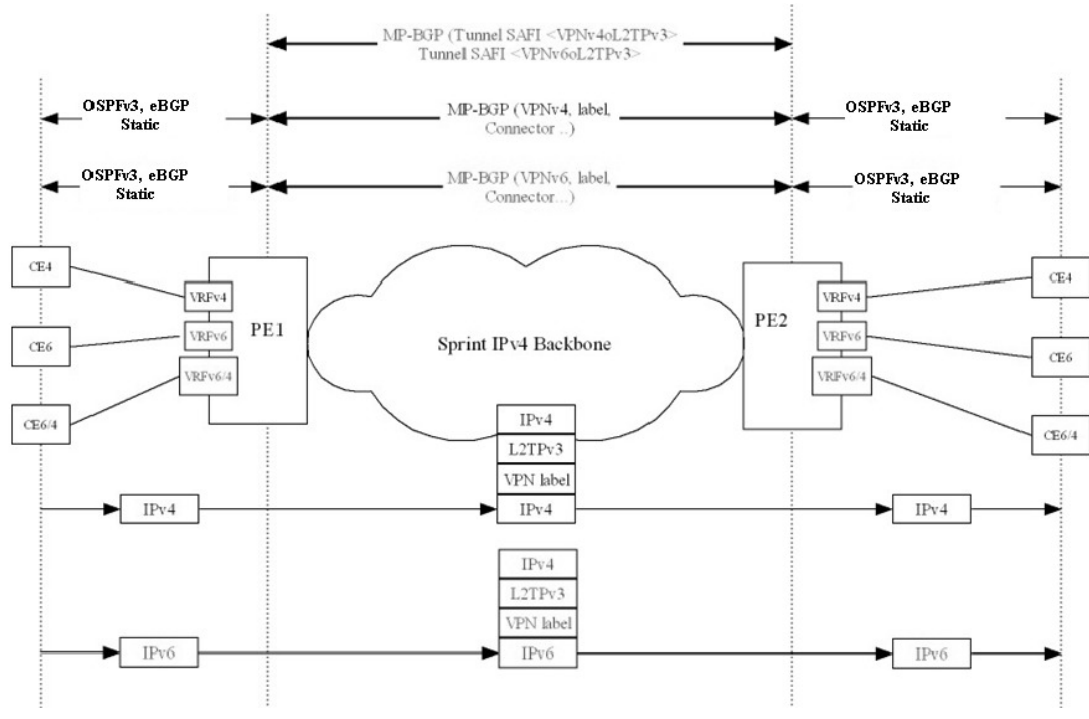 MP-BGP (Tunnel SAFI <VPNv4oL2TPv3>
Tunnel SAFI <VPNv6oL2TPv3>
OSPFv3, eBGP
Static
MP-BGP (VPNv4, label,
Connector ..)
OSPFv3, eBGP
Static
OSPFv3, eBGP
Static
MP-BGP (VPNv6, label,
Connector...)
OSPFv3, eBGP
Static
CE4
CE6
CE6/4
VRFv4
VRFv6
VRFv6/4
PE1
Sprint IPv4 Backbone
PE2
VRFv4
VRFv6
VRFv6/4
CE4
CE6
CE6/4
IPv4
L2TPv3
VPN label
IPv4
IPv4
IPv4
IPv4
L2TPv3
VPN label
IPv6
IPv6
IPv6